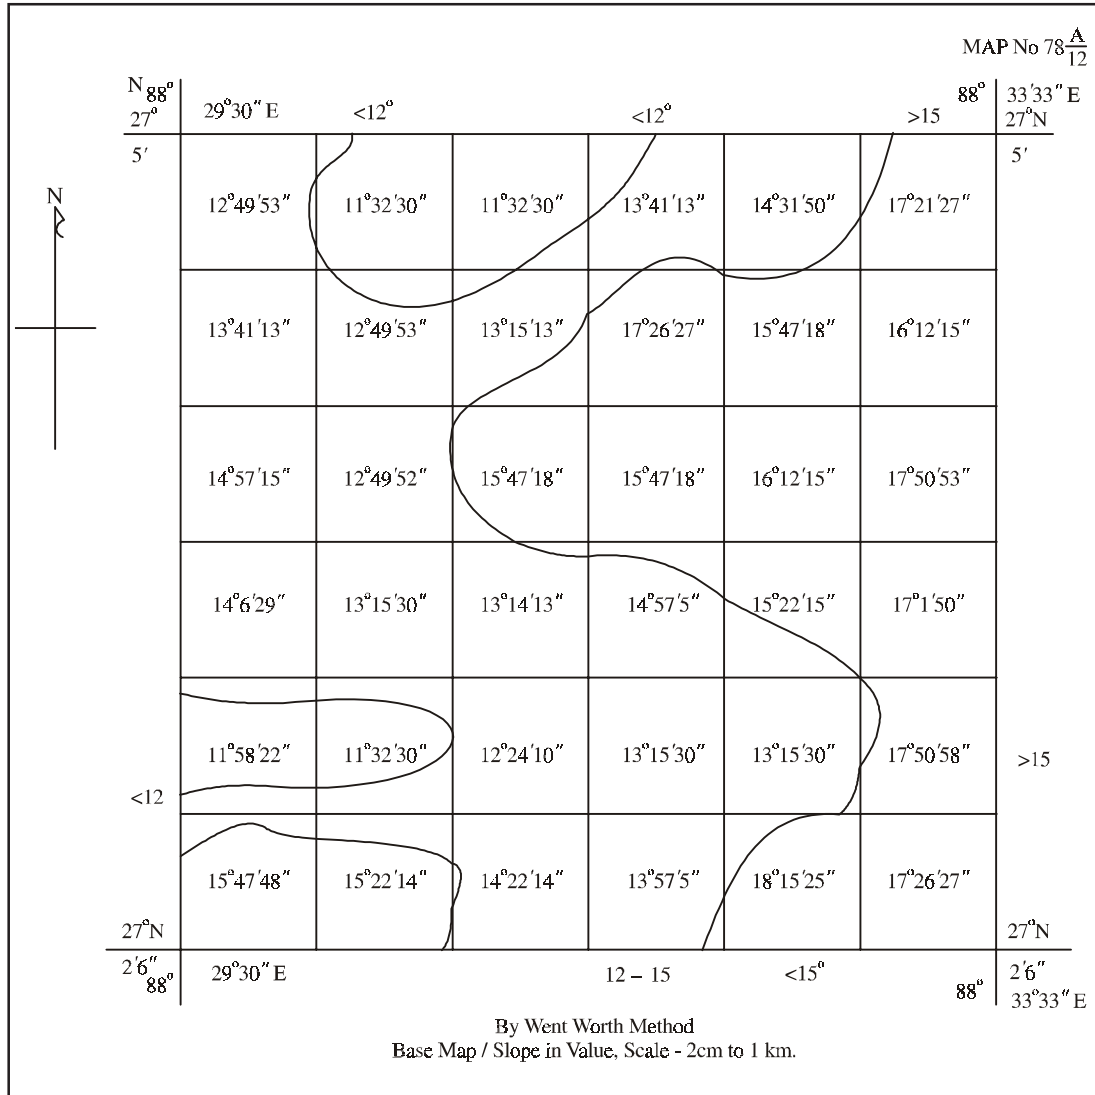 MAP No 78 A/12
N 88° 29°30″ E <12° <12° >15 88° 33′33″ E
27° 27°N
5′ 5′
N
12°49′53″ 11°32′30″ 11°32′30″ 13°41′13″ 14°31′50″ 17°21′27″
13°41′13″ 12°49′53″ 13°15′13″ 17°26′27″ 15°47′18″ 16°12′15″
14°57′15″ 12°49′52″ 15°47′18″ 15°47′18″ 16°12′15″ 17°50′53″
14°6′29″ 13°15′30″ 13°14′13″ 14°57′5″ 15°22′15″ 17°1′50″
11°58′22″ 11°32′30″ 12°24′10″ 13°15′30″ 13°15′30″ 17°50′58″ >15
<12
15°47′48″ 15°22′14″ 14°22′14″ 13°57′5″ 18°15′25″ 17°26′27″
27°N 27°N
2′6″ 29°30″ E 12 – 15 <15° 2′6″
88° 88° 33°33″ E
By Went Worth Method
Base Map / Slope in Value, Scale - 2cm to 1 km.